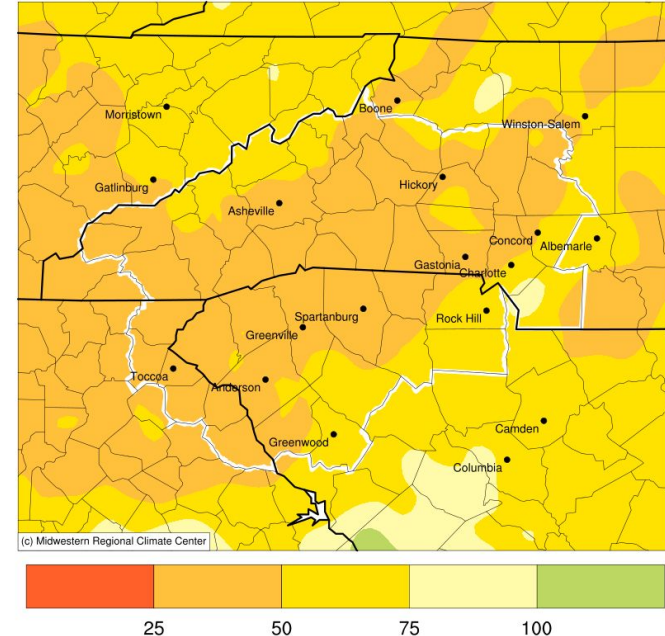 Boone
Morristown
Winston-Salem
Gatlinburg
Hickory
Asheville
Concord
Albemarle
Gastonia
Charlotte
Spartanburg
Rock Hill
Greenville
Toccoa
Anderson
Camden
Greenwood
Columbia
(c) Midwestern Regional Climate Center
25 50 75 100